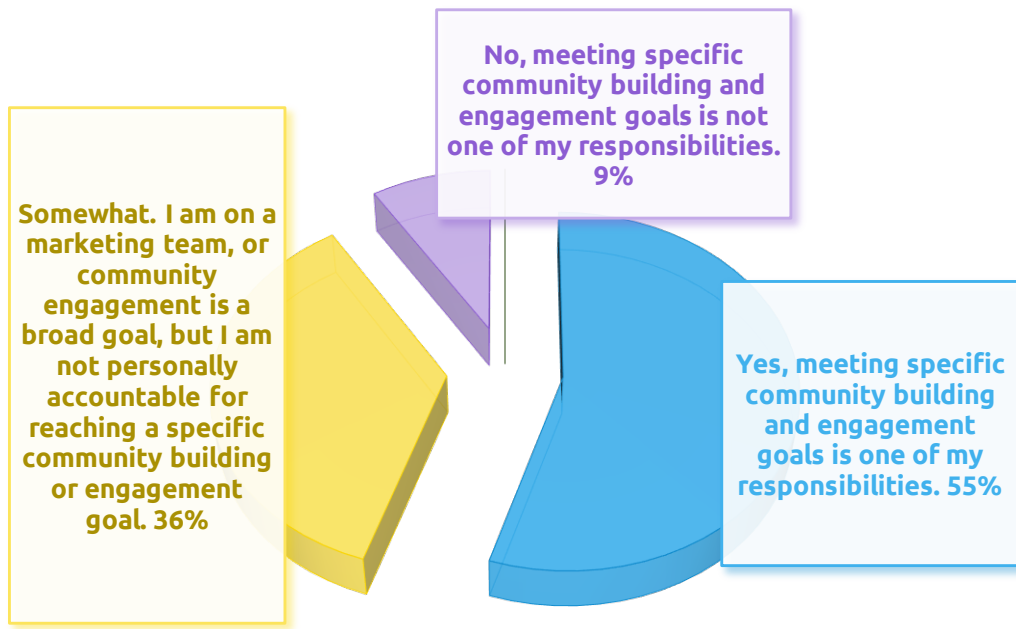 No, meeting specific
community building and
engagement goals is not
one of my responsibilities.
9%
Somewhat. I am on a
marketing team, or
community
engagement is a
broad goal, but I am
not personally
accountable for
reaching a specific
community building
or engagement
goal. 36%
Yes, meeting specific
community building
and engagement
goals is one of my
responsibilities. 55%